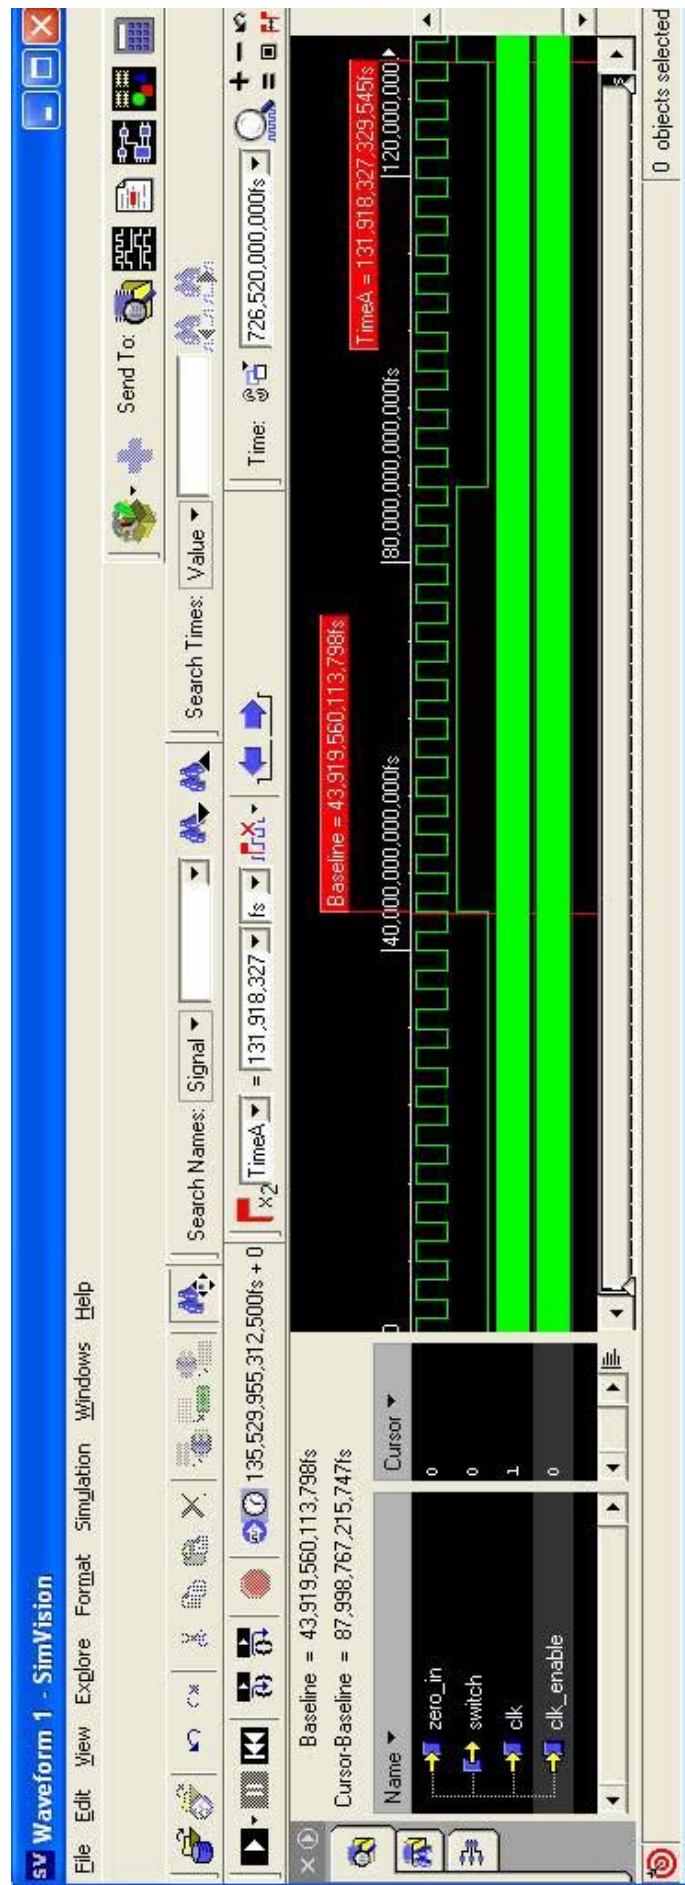 sv Waveform 1 - SimVision
File Edit View Explore Format Simulation Windows Help
Send To:
Search Names: Signal Search Times: Value
135,529,955,312,500fs + 0
TimeA = 131,918,327 fs
Time: 726,520,000,000fs
Baseline = 43,919,560,113,798fs
Cursor-Baseline = 87,998,767,215,747fs
Baseline = 43,919,560,113,798fs
TimeA = 131,918,327,329,545fs
Name Cursor
0 40,000,000,000,000fs 80,000,000,000,000fs 120,000,000
zero_in 0
switch 0
clk 1
clk_enable 0
0 objects selected